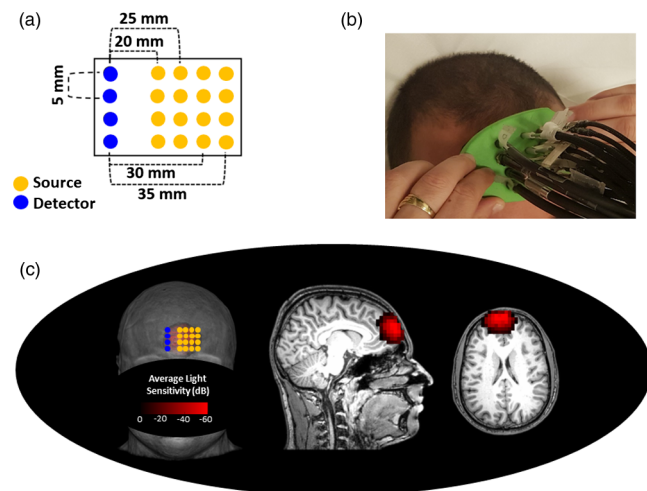 (a)
25 mm
20 mm
5 mm
30 mm
35 mm
Source
Detector
(b)
(c)
Average Light
Sensitivity (dB)
0 -20 -40 -60